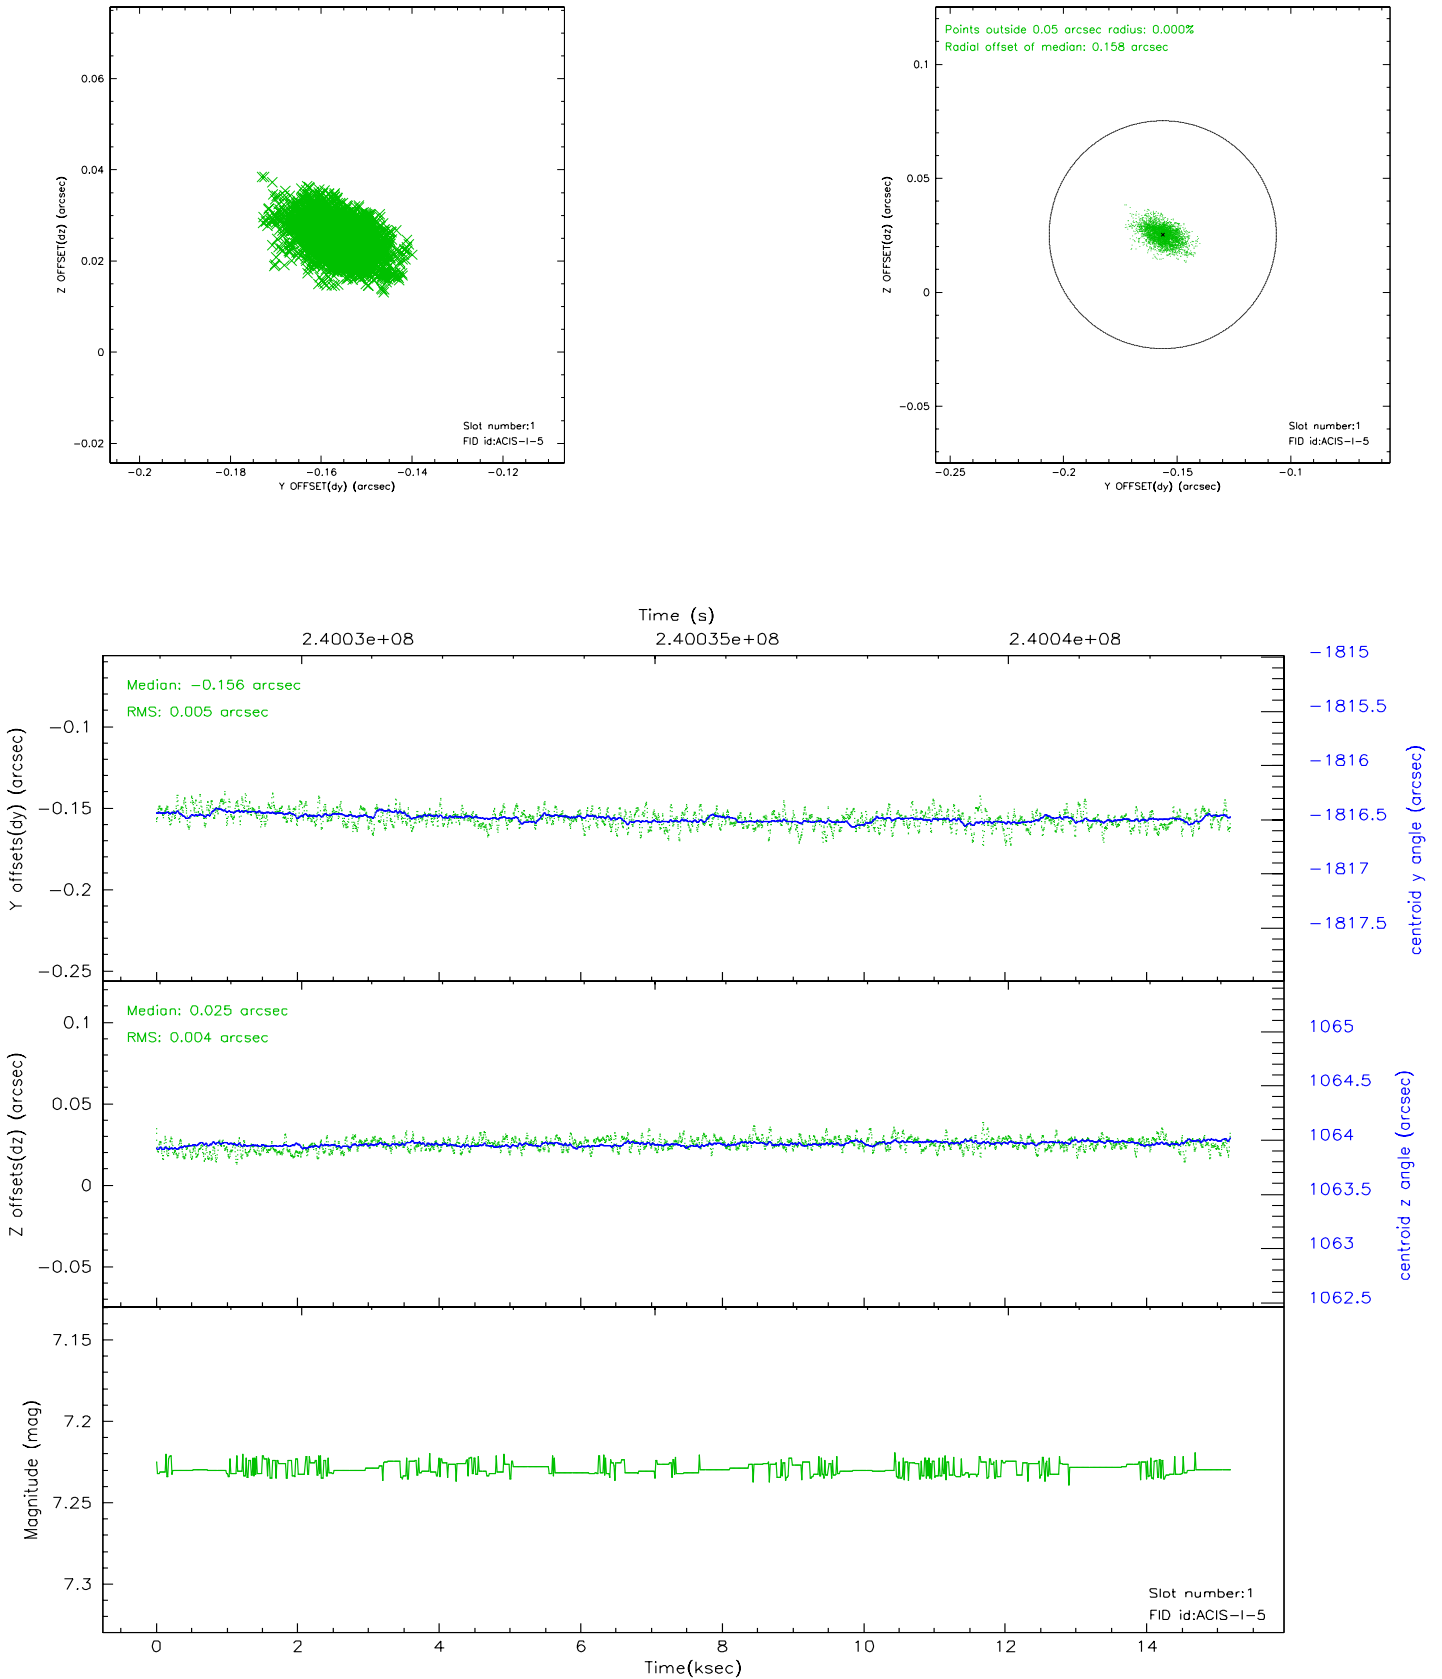 0.06
0.04
0.02
0
−0.02
Z OFFSET(dz) (arcsec)
Slot number:1
FID id:ACIS−I−5
−0.2 −0.18 −0.16 −0.14 −0.12
Y OFFSET(dy) (arcsec)
Points outside 0.05 arcsec radius: 0.000%
Radial offset of median: 0.158 arcsec
0.1
0.05
0
−0.05
Z OFFSET(dz) (arcsec)
Slot number:1
FID id:ACIS−I−5
−0.25 −0.2 −0.15 −0.1
Y OFFSET(dy) (arcsec)
Time (s)
2.4003e+08 2.40035e+08 2.4004e+08
Median: −0.156 arcsec
RMS: 0.005 arcsec
−0.1
−0.15
−0.2
−0.25
Y offsets(dy) (arcsec)
−1815
−1815.5
−1816
−1816.5
−1817
−1817.5
centroid y angle (arcsec)
Median: 0.025 arcsec
RMS: 0.004 arcsec
0.1
0.05
0
−0.05
Z offsets(dz) (arcsec)
1065
1064.5
1064
1063.5
1063
1062.5
centroid z angle (arcsec)
7.15
7.2
7.25
7.3
Magnitude (mag)
Slot number:1
FID id:ACIS−I−5
0 2 4 6 8 10 12 14
Time(ksec)